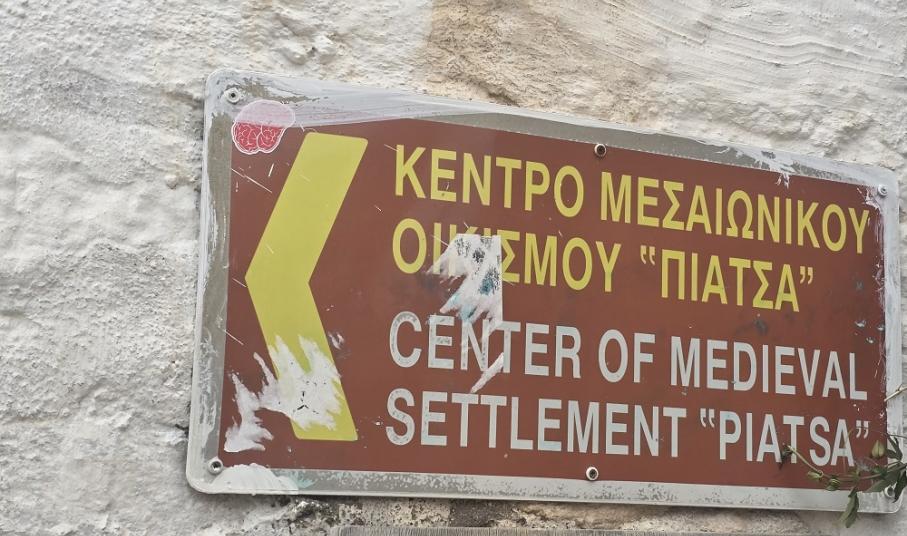 ΚΕΝΤΡΟ ΜΕΣΑΙΩΝΙΚΟΥ
ΟΙΚΙΣΜΟΥ “ΠΙΑΤΣΑ”
CENTER OF MEDIEVAL
SETTLEMENT “PIATSA”